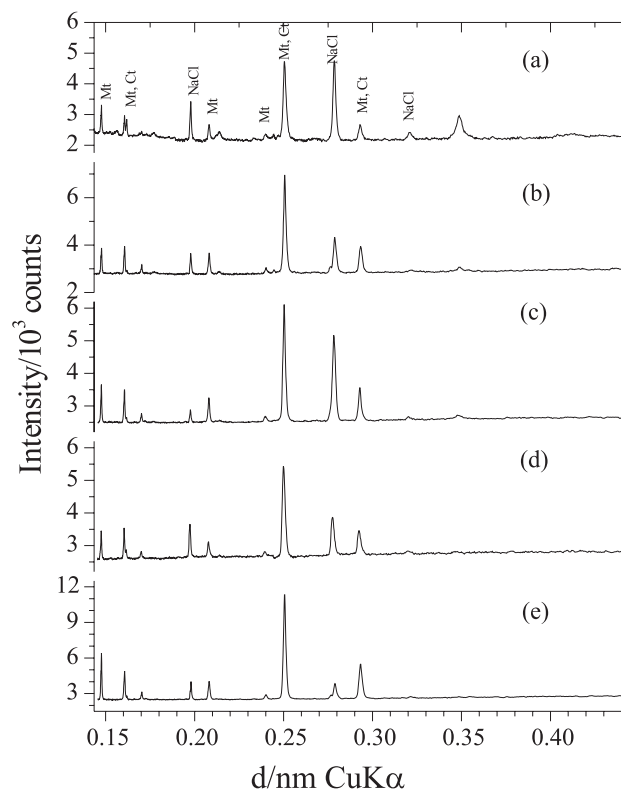 6
5
4
3
2
(a)
Mt
Mt, Ct
NaCl
Mt
Mt
Mt, Ct
NaCl
Mt, Ct
NaCl
6
4
2
(b)
6
5
4
3
(c)
6
5
4
3
(d)
12
9
6
3
(e)
Intensity/10³ counts
0.15 0.20 0.25 0.30 0.35 0.40
d/nm CuKα